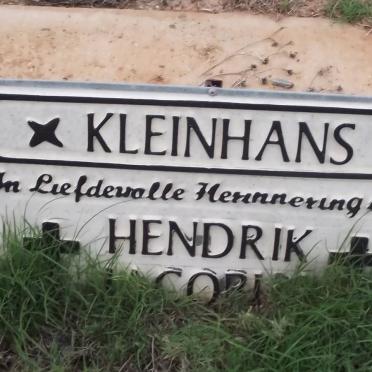 KLEINHANS
In Liefdevolle Herinnering
HENDRIK